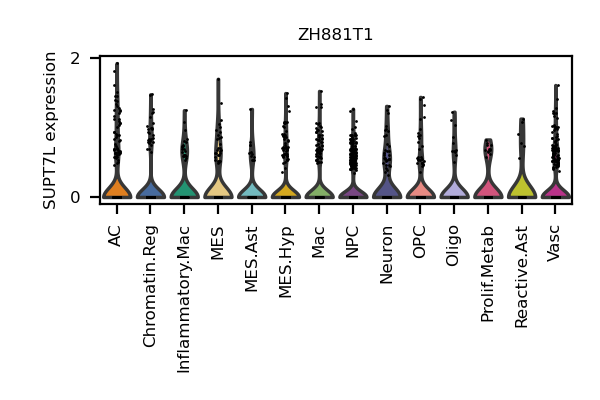 ZH881T1
SUPT7L expression
2
0
AC
Chromatin.Reg
Inflammatory.Mac
MES
MES.Ast
MES.Hyp
Mac
NPC
Neuron
OPC
Oligo
Prolif.Metab
Reactive.Ast
Vasc